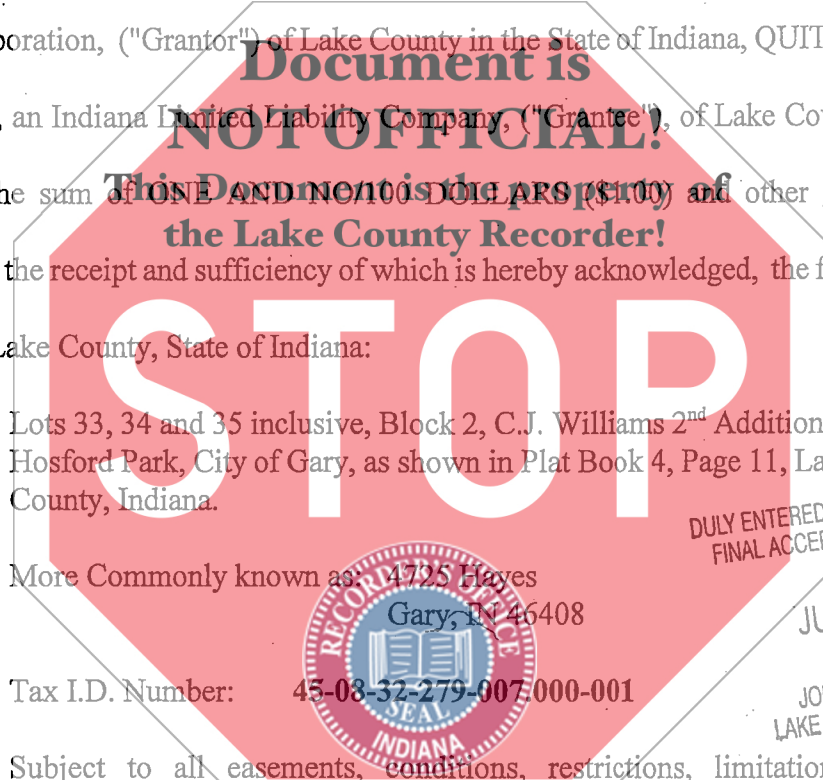 poration, ("Grantor") of Lake County in the State of Indiana, QUIT
Document is
an Indiana Limited Liability Company, ("Grantee"), of Lake Cou
NOT OFFICIAL!
he sum of ONE AND NO/100 DOLLARS ($1.00) and other
This Document is the property of
the Lake County Recorder!
the receipt and sufficiency of which is hereby acknowledged, the f
STOP
Lake County, State of Indiana:
Lots 33, 34 and 35 inclusive, Block 2, C.J. Williams 2nd Addition
Hosford Park, City of Gary, as shown in Plat Book 4, Page 11, La
County, Indiana.
DULY ENTERED
FINAL ACCEP
More Commonly known as: 4725 Hayes
Gary, IN 46408
RECORDER'S OFFICE
JU
Tax I.D. Number: 45-08-32-279-007.000-001
SEAL
INDIANA
JO
LAKE
Subject to all easements, conditions, restrictions, limitation